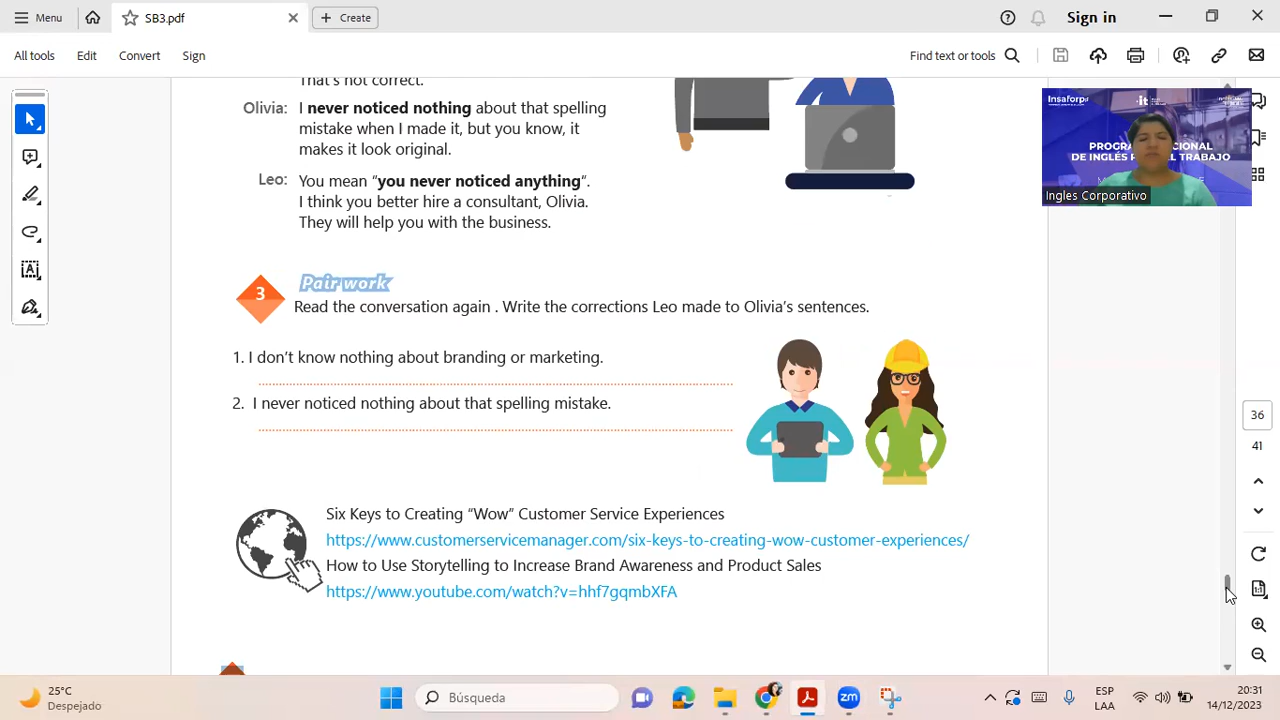 Menu
SB3.pdf
Create
Sign in
All tools
Edit
Convert
Sign
Find text or tools
That's not correct.
Olivia: I never noticed nothing about that spelling
mistake when I made it, but you know, it
makes it look original.
Leo: You mean “you never noticed anything“.
I think you better hire a consultant, Olivia.
They will help you with the business.
3
Pair work
Read the conversation again . Write the corrections Leo made to Olivia's sentences.
1. I don't know nothing about branding or marketing.
2. I never noticed nothing about that spelling mistake.
Six Keys to Creating “Wow” Customer Service Experiences
https://www.customerservicemanager.com/six-keys-to-creating-wow-customer-experiences/
How to Use Storytelling to Increase Brand Awareness and Product Sales
https://www.youtube.com/watch?v=hhf7gqmbXFA
Insaforp
Ingles Corporativo
36
41
25°C
Despejado
Búsqueda
zm
ESP
LAA
20:31
14/12/2023